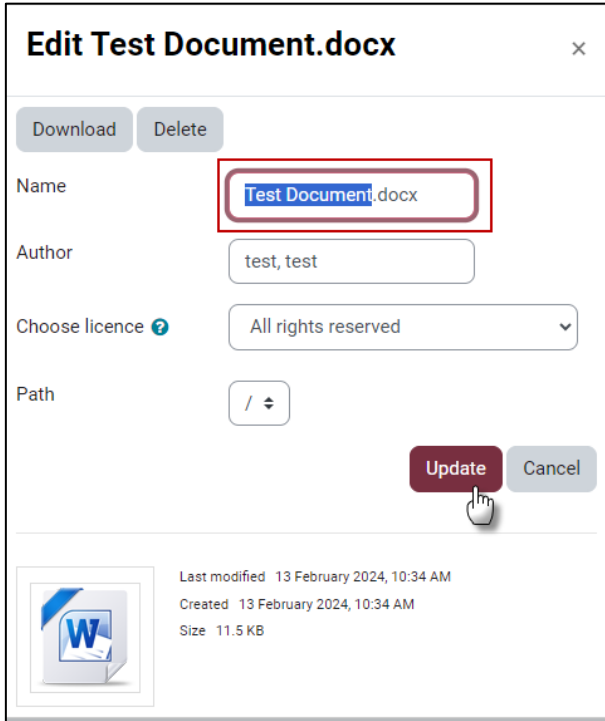 Edit Test Document.docx ×
Download Delete
Name Test Document.docx
Author test, test
Choose licence ? All rights reserved
Path /
Update Cancel
Last modified 13 February 2024, 10:34 AM
Created 13 February 2024, 10:34 AM
Size 11.5 KB
W